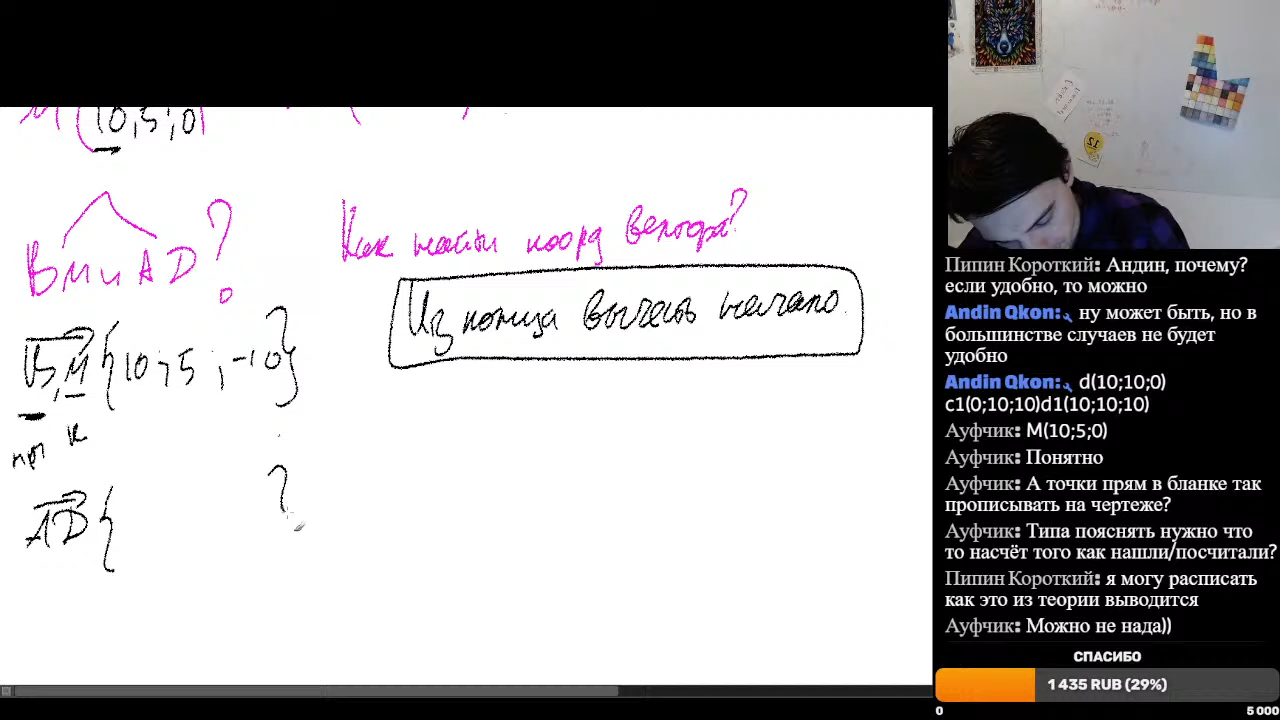 М(10;5;0)
ВМ и AD?
Как найти коорд вектора?
Из конца вычесть начало.
B₁M{10;5;-10}
к
AD{ }
Пипин Короткий: Андин, почему?
если удобно, то можно
Andin Qkon: ну может быть, но в
большинстве случаев не будет
удобно
Andin Qkon: d(10;10;0)
c1(0;10;10)d1(10;10;10)
Ауфчик: М(10;5;0)
Ауфчик: Понятно
Ауфчик: А точки прям в бланке так
прописывать на чертеже?
Ауфчик: Типа пояснять нужно что
то насчёт того как нашли/посчитали?
Пипин Короткий: я могу расписать
как это из теории выводится
Ауфчик: Можно не нада))
СПАСИБО
1 435 RUB (29%)
0 5 000